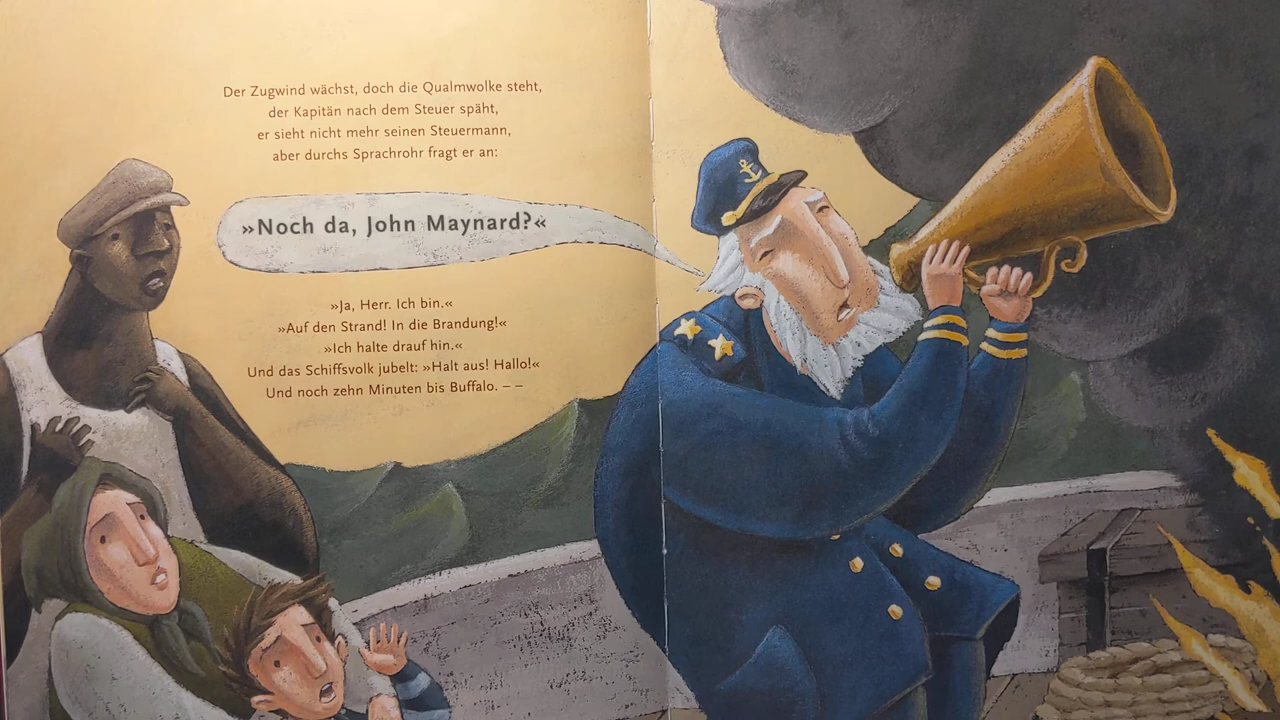 Der Zugwind wächst, doch die Qualmwolke steht,
der Kapitän nach dem Steuer späht,
er sieht nicht mehr seinen Steuermann,
aber durchs Sprachrohr fragt er an:
»Noch da, John Maynard?«
»Ja, Herr. Ich bin.«
»Auf den Strand! In die Brandung!«
»Ich halte drauf hin.«
Und das Schiffsvolk jubelt: »Halt aus! Hallo!«
Und noch zehn Minuten bis Buffalo. – –